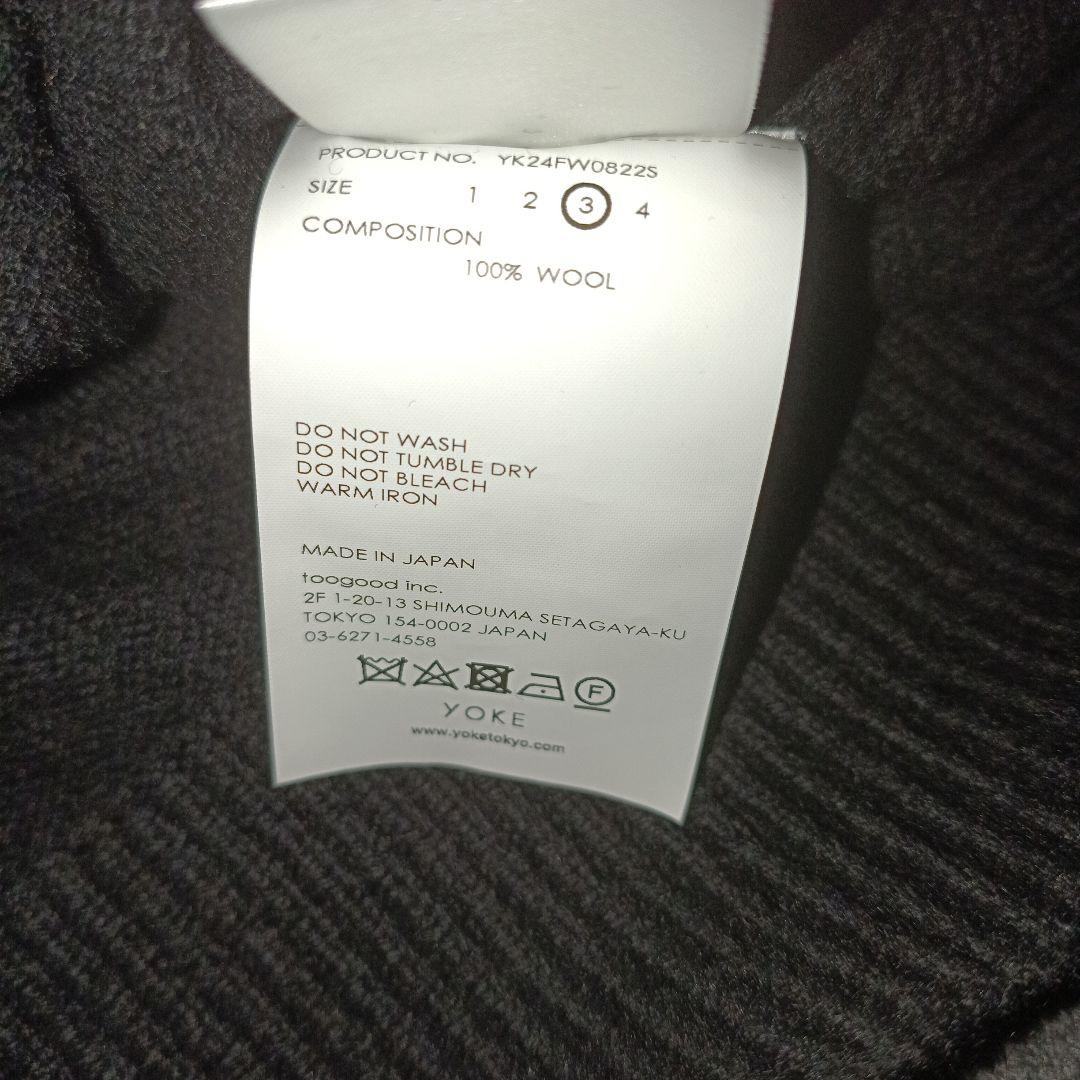 PRODUCT NO. YK24FW0822S
SIZE 1 2 3 4
COMPOSITION
100% WOOL
DO NOT WASH
DO NOT TUMBLE DRY
DO NOT BLEACH
WARM IRON
MADE IN JAPAN
toogood inc.
2F 1-20-13 SHIMOUMA SETAGAYA-KU
TOKYO 154-0002 JAPAN
03-6271-4558
F
YOKE
www.yoketokyo.com